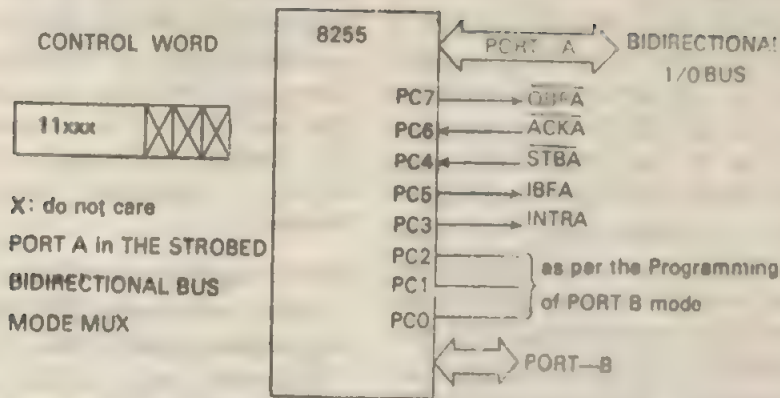 CONTROL WORD
11xxx
X: do not care
PORT A in THE STROBED
BIDIRECTIONAL BUS
MODE MUX
8255
PORT A
BIDIRECTIONAL
I/O BUS
PC7 OBFA
PC6 ACKA
PC4 STBA
PC5 IBFA
PC3 INTRA
PC2
PC1
PC0
as per the Programming
of PORT B mode
PORT—B